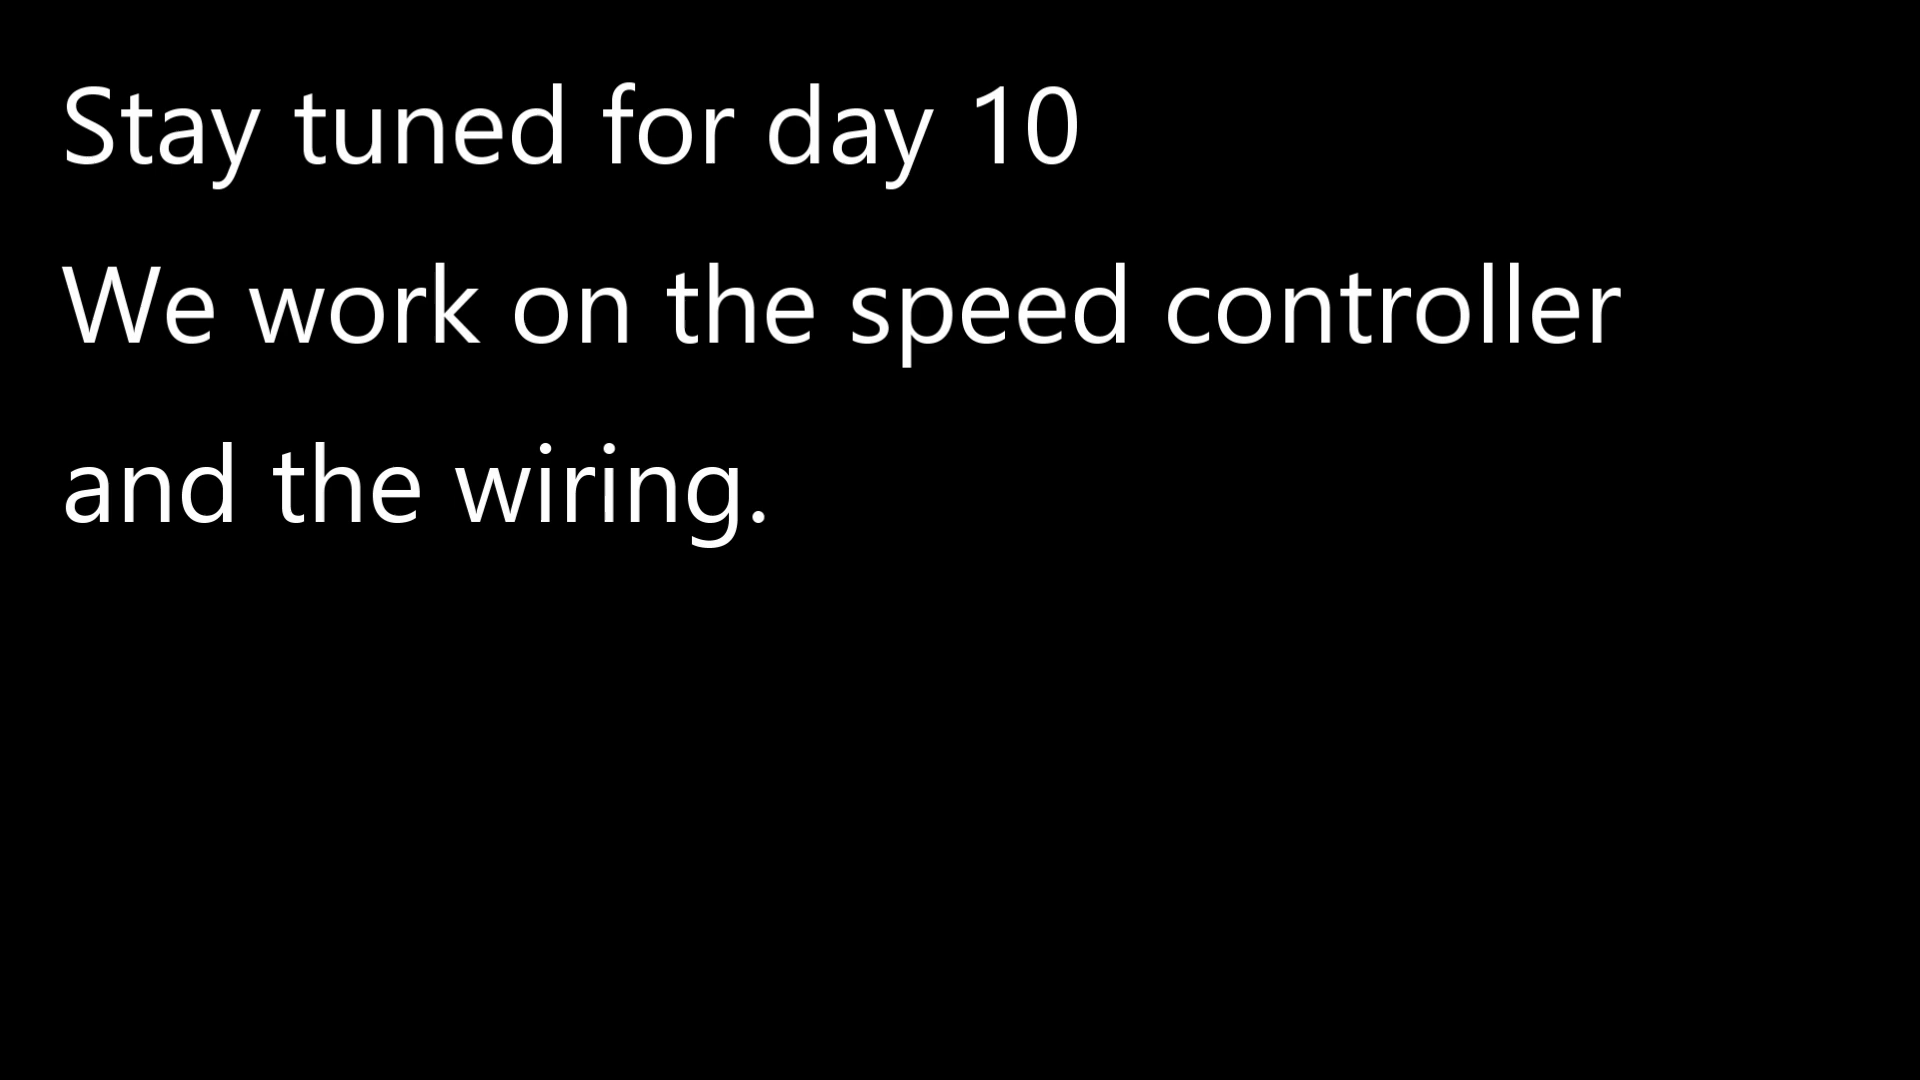 Stay tuned for day 10
We work on the speed controller
and the wiring.